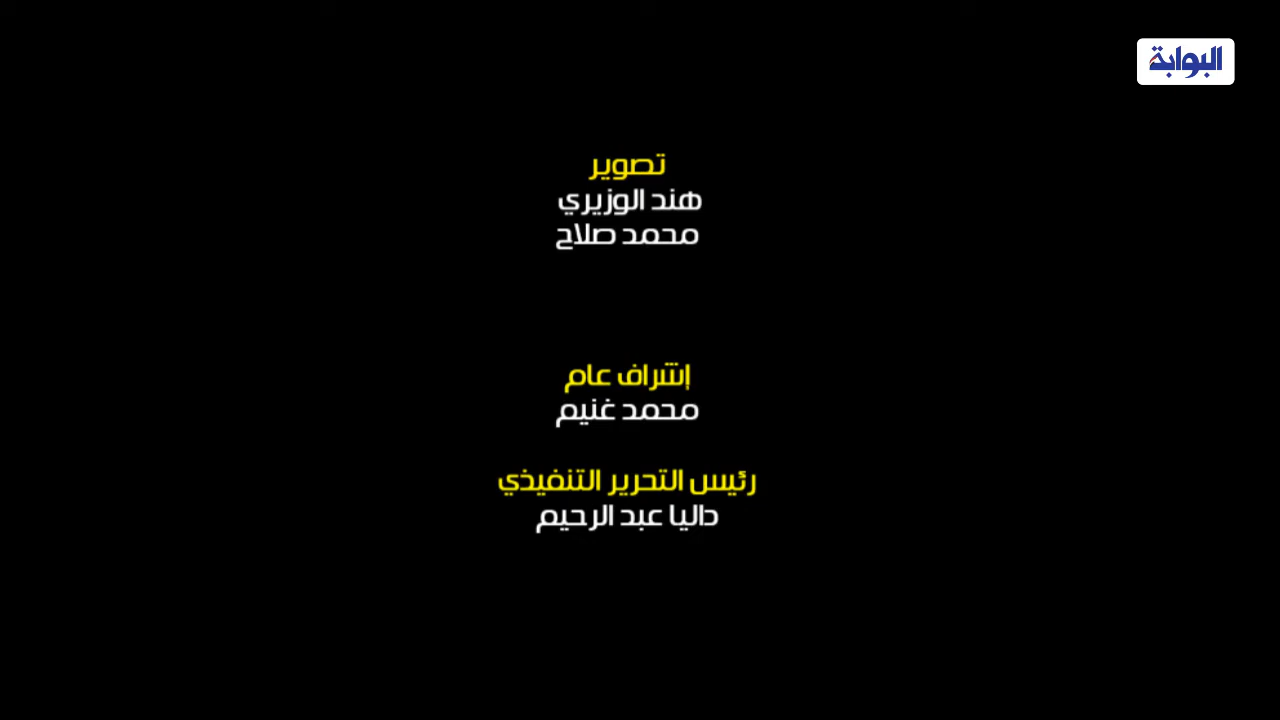 البوابة
تصوير
هند الوزيري
محمد صلاح
إشراف عام
محمد غنيم
رئيس التحرير التنفيذي
داليا عبد الرحيم